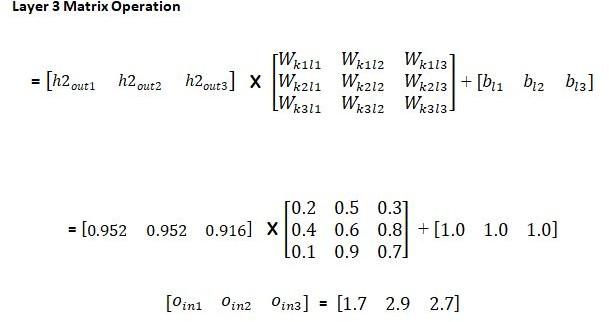 Layer 3 Matrix Operation
= [h2out1 h2out2 h2out3] X [Wk1l1 Wk1l2 Wk1l3
Wk2l1 Wk2l2 Wk2l3
Wk3l1 Wk3l2 Wk3l3] + [bl1 bl2 bl3]
= [0.952 0.952 0.916] X [0.2 0.5 0.3
0.4 0.6 0.8
0.1 0.9 0.7] + [1.0 1.0 1.0]
[Oin1 Oin2 Oin3] = [1.7 2.9 2.7]